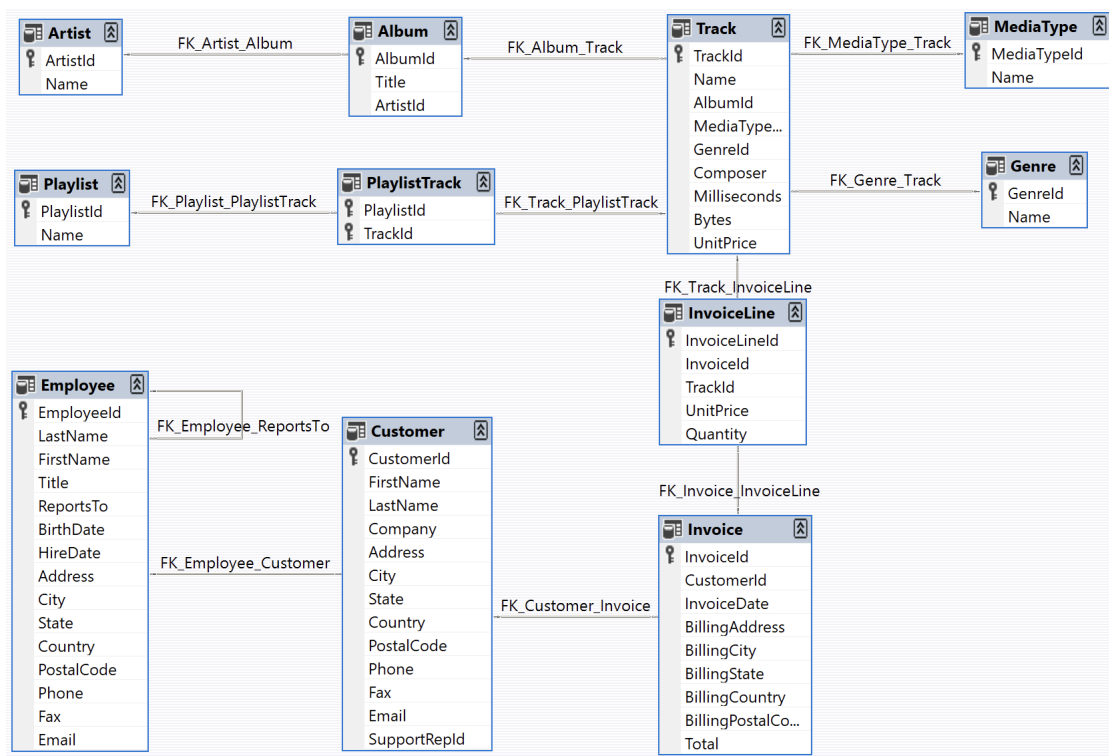 Artist
ArtistId
Name
FK_Artist_Album
Album
AlbumId
Title
ArtistId
FK_Album_Track
Track
TrackId
Name
AlbumId
MediaType...
GenreId
Composer
Milliseconds
Bytes
UnitPrice
FK_MediaType_Track
MediaType
MediaTypeId
Name
Playlist
PlaylistId
Name
FK_Playlist_PlaylistTrack
PlaylistTrack
PlaylistId
TrackId
FK_Track_PlaylistTrack
FK_Genre_Track
Genre
GenreId
Name
FK_Track_InvoiceLine
InvoiceLine
InvoiceLineId
InvoiceId
TrackId
UnitPrice
Quantity
Employee
EmployeeId
LastName
FirstName
Title
ReportsTo
BirthDate
HireDate
Address
City
State
Country
PostalCode
Phone
Fax
Email
FK_Employee_ReportsTo
FK_Employee_Customer
Customer
CustomerId
FirstName
LastName
Company
Address
City
State
Country
PostalCode
Phone
Fax
Email
SupportRepId
FK_Customer_Invoice
FK_Invoice_InvoiceLine
Invoice
InvoiceId
CustomerId
InvoiceDate
BillingAddress
BillingCity
BillingState
BillingCountry
BillingPostalCo...
Total